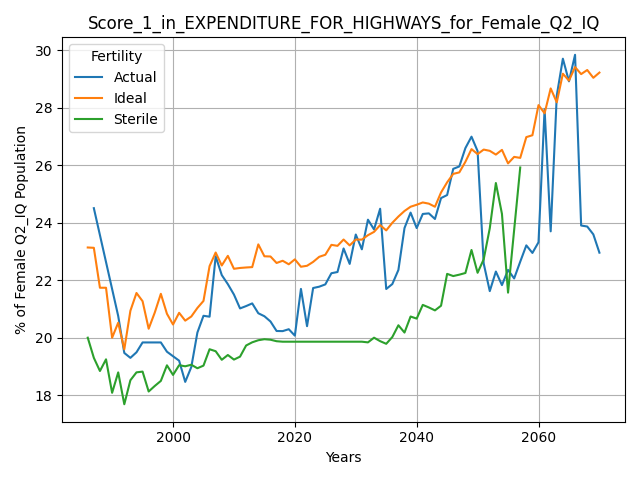 Score_1_in_EXPENDITURE_FOR_HIGHWAYS_for_Female_Q2_IQ
Fertility
Actual
Ideal
Sterile
% of Female Q2_IQ Population
30
28
26
24
22
20
18
2000
2020
2040
2060
Years